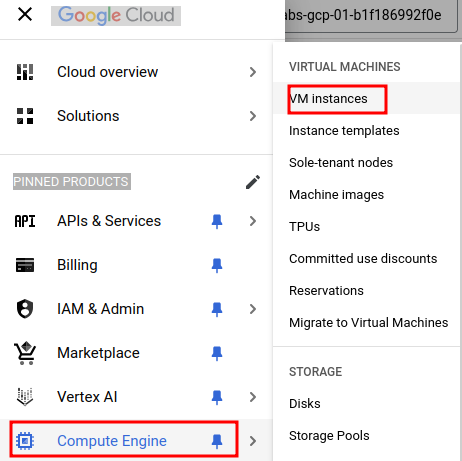 Google Cloud
abs-gcp-01-b1f186992f0e
Cloud overview
Solutions
PINNED PRODUCTS
API APIs & Services
Billing
IAM & Admin
Marketplace
Vertex AI
Compute Engine
VIRTUAL MACHINES
VM instances
Instance templates
Sole-tenant nodes
Machine images
TPUs
Committed use discounts
Reservations
Migrate to Virtual Machines
STORAGE
Disks
Storage Pools